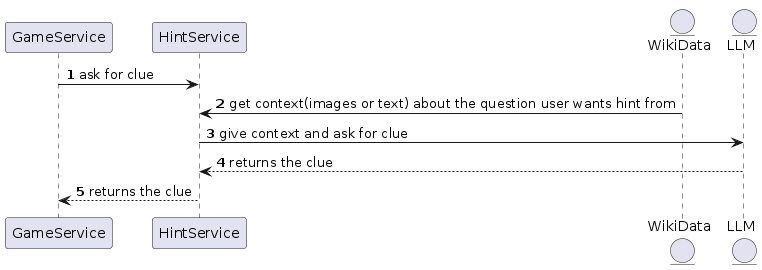 GameService HintService WikiData LLM
1 ask for clue
2 get context(images or text) about the question user wants hint from
3 give context and ask for clue
4 returns the clue
5 returns the clue
GameService HintService WikiData LLM